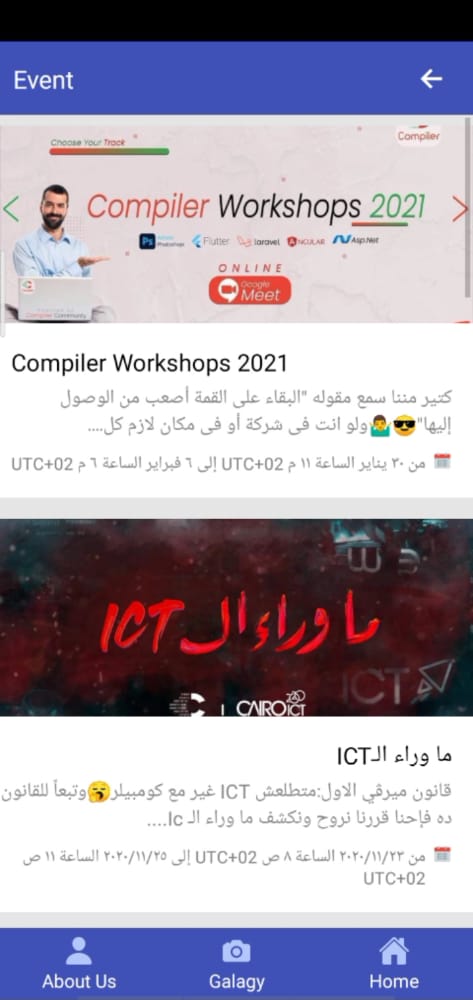 Event
Choose Your Track
Compiler
Compiler Workshops 2021
Ps
Photoshop
Flutter
laravel
ANGULAR
Asp.Net
ONLINE
Google
Meet
Compiler Community
Compiler Workshops 2021
كتير مننا سمع مقوله "البقاء على القمة أصعب من الوصول
إليها"😎🤷‍♂️ولو انت فى شركة أو فى مكان لازم كل....
من ٣٠ يناير الساعة ١١ م UTC+02 إلى ٦ فبراير الساعة ٦ م UTC+02
ما وراء ال ICT
ICT
CAIRO ICT
ما وراء الـICT
قانون ميرڤي الاول:متطلعش ICT غير مع كومبيلر🥱وتبعاً للقانون
ده فإحنا قررنا نروح ونكشف ما وراء الـ Ic....
من ٢٠٢٠/١١/٢٣ الساعة ٨ ص UTC+02 إلى ٢٠٢٠/١١/٢٥ الساعة ١١ ص
UTC+02
About Us
Galagy
Home